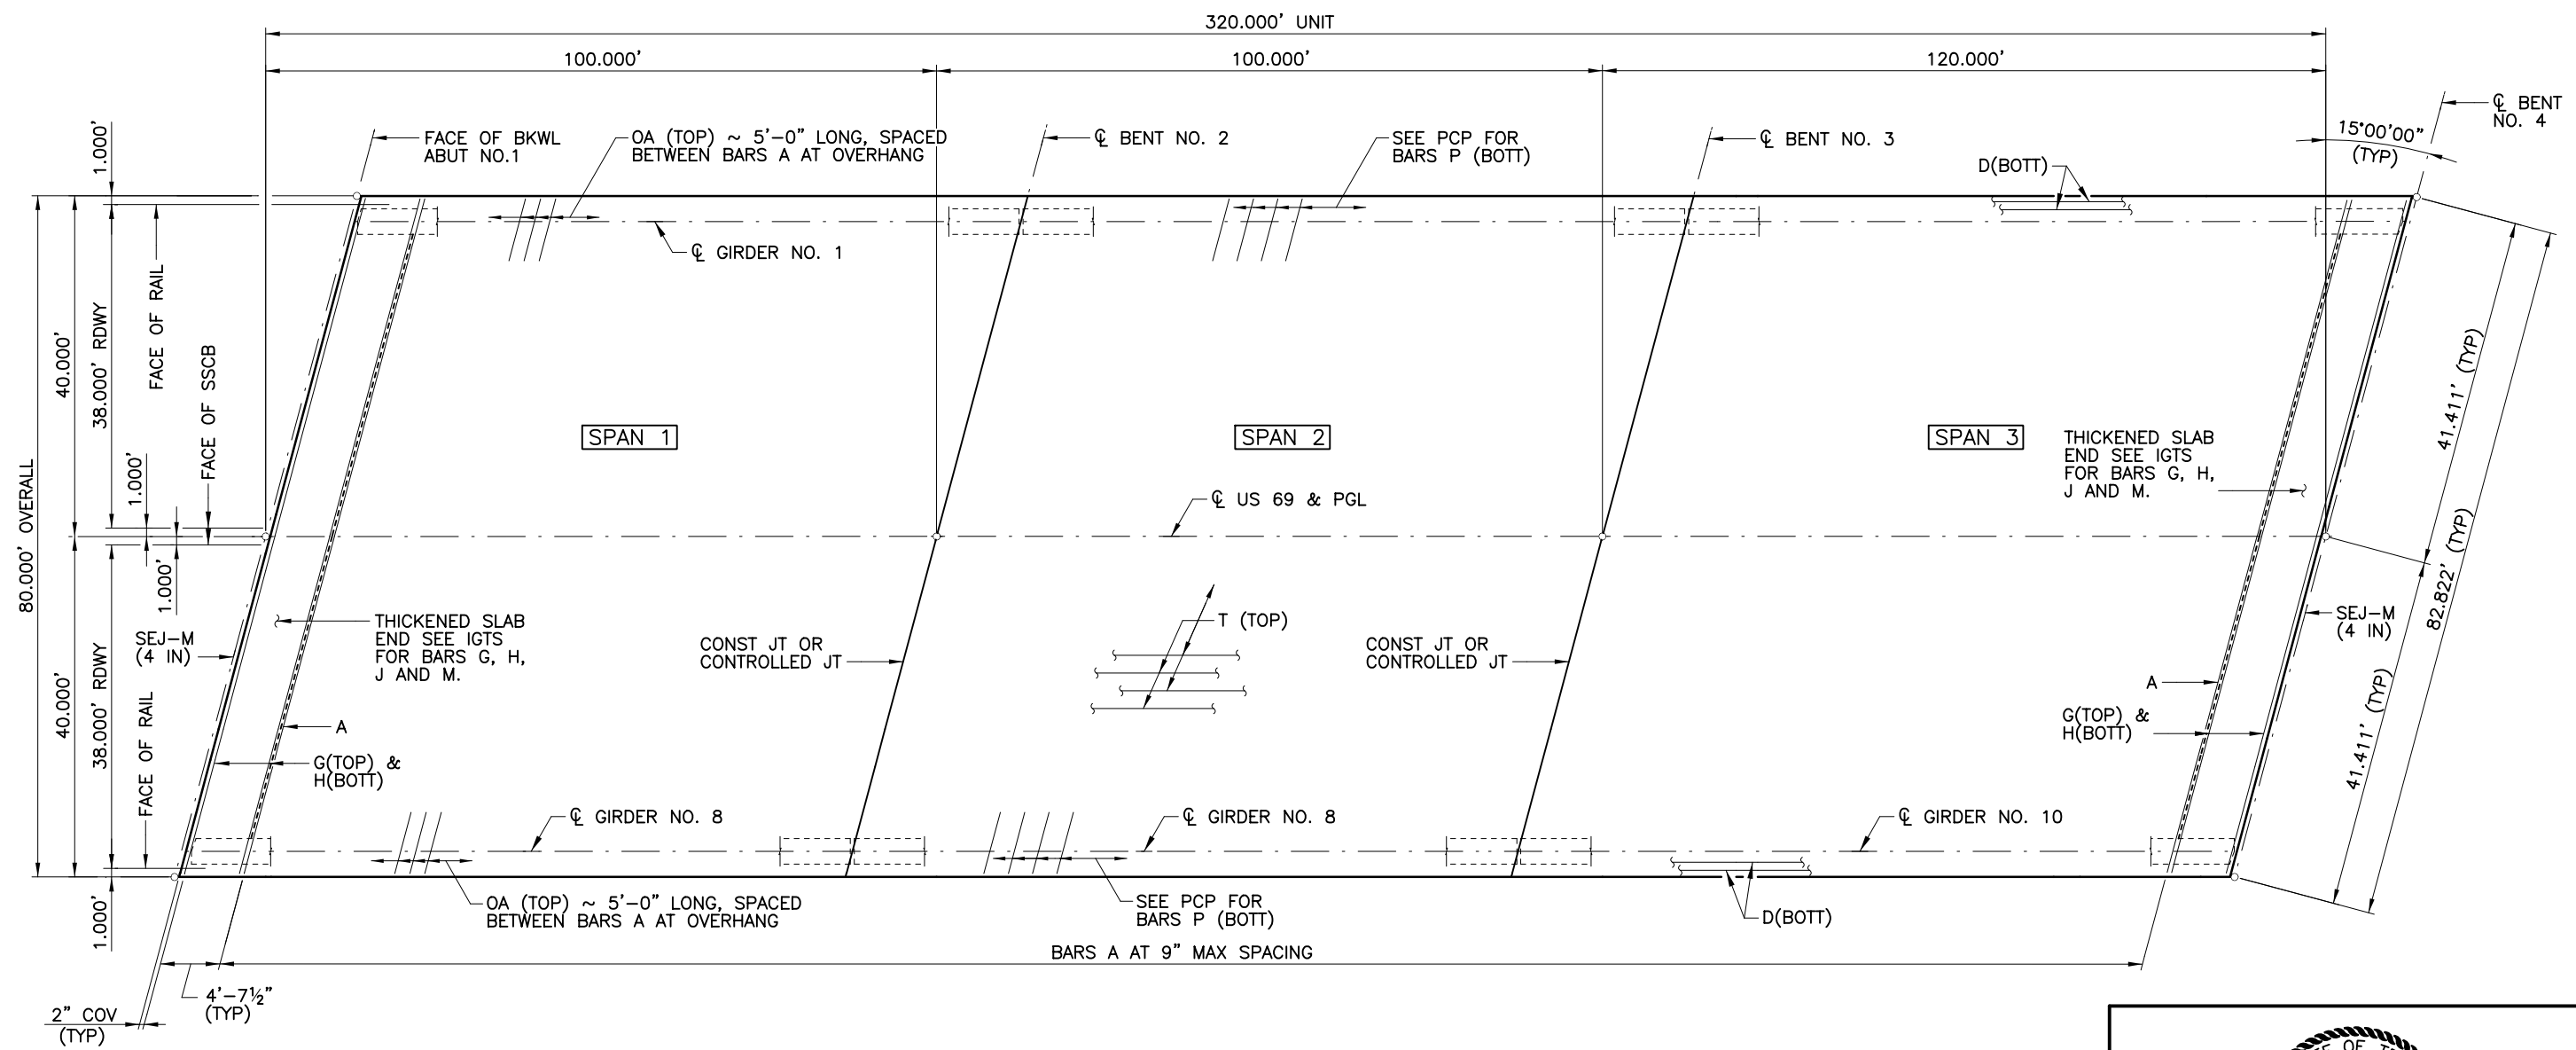 320.000' UNIT
100.000'
100.000'
120.000'
1.000'
FACE OF BKWL
ABUT NO.1
OA (TOP) ~ 5'-0" LONG, SPACED
BETWEEN BARS A AT OVERHANG
℄ BENT NO. 2
SEE PCP FOR
BARS P (BOTT)
℄ BENT NO. 3
D(BOTT)
15°00'00"
(TYP)
℄ BENT
NO. 4
℄ GIRDER NO. 1
80.000' OVERALL
40.000'
38.000' RDWY
FACE OF RAIL
FACE OF SSCB
1.000'
1.000'
SPAN 1
SPAN 2
SPAN 3
THICKENED SLAB
END SEE IGTS
FOR BARS G, H,
J AND M.
41.411' (TYP)
82.822' (TYP)
℄ US 69 & PGL
40.000'
38.000' RDWY
FACE OF RAIL
SEJ-M
(4 IN)
THICKENED SLAB
END SEE IGTS
FOR BARS G, H,
J AND M.
CONST JT OR
CONTROLLED JT
T (TOP)
CONST JT OR
CONTROLLED JT
SEJ-M
(4 IN)
A
A
G(TOP) &
H(BOTT)
G(TOP) &
H(BOTT)
41.411' (TYP)
℄ GIRDER NO. 8
℄ GIRDER NO. 8
℄ GIRDER NO. 10
1.000'
OA (TOP) ~ 5'-0" LONG, SPACED
BETWEEN BARS A AT OVERHANG
SEE PCP FOR
BARS P (BOTT)
D(BOTT)
BARS A AT 9" MAX SPACING
4'-7½"
(TYP)
2" COV
(TYP)
OF